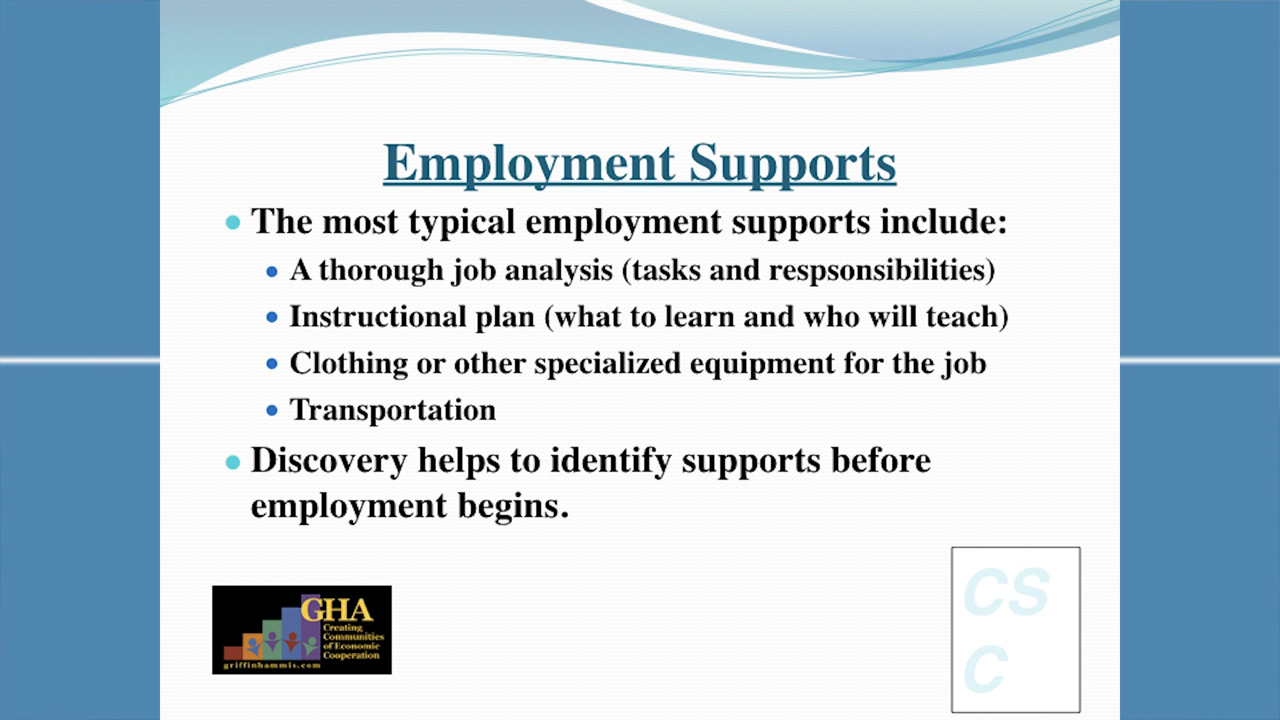 Employment Supports
The most typical employment supports include:
A thorough job analysis (tasks and respsonsibilities)
Instructional plan (what to learn and who will teach)
Clothing or other specialized equipment for the job
Transportation
Discovery helps to identify supports before
employment begins.
GHA
Creating
Communities
of Economic
Cooperation
griffinhammis.com
CS
C